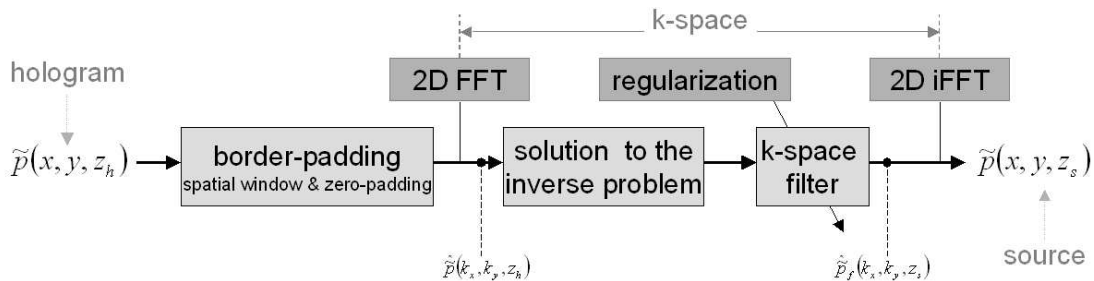 k-space
hologram
2D FFT
regularization
2D iFFT
p̃(x, y, z_h)
border-padding
spatial window & zero-padding
solution to the
inverse problem
k-space
filter
p̃(x, y, z_s)
p̃̂(k_x, k_y, z_h)
p̃̂_f(k_x, k_y, z_s)
source